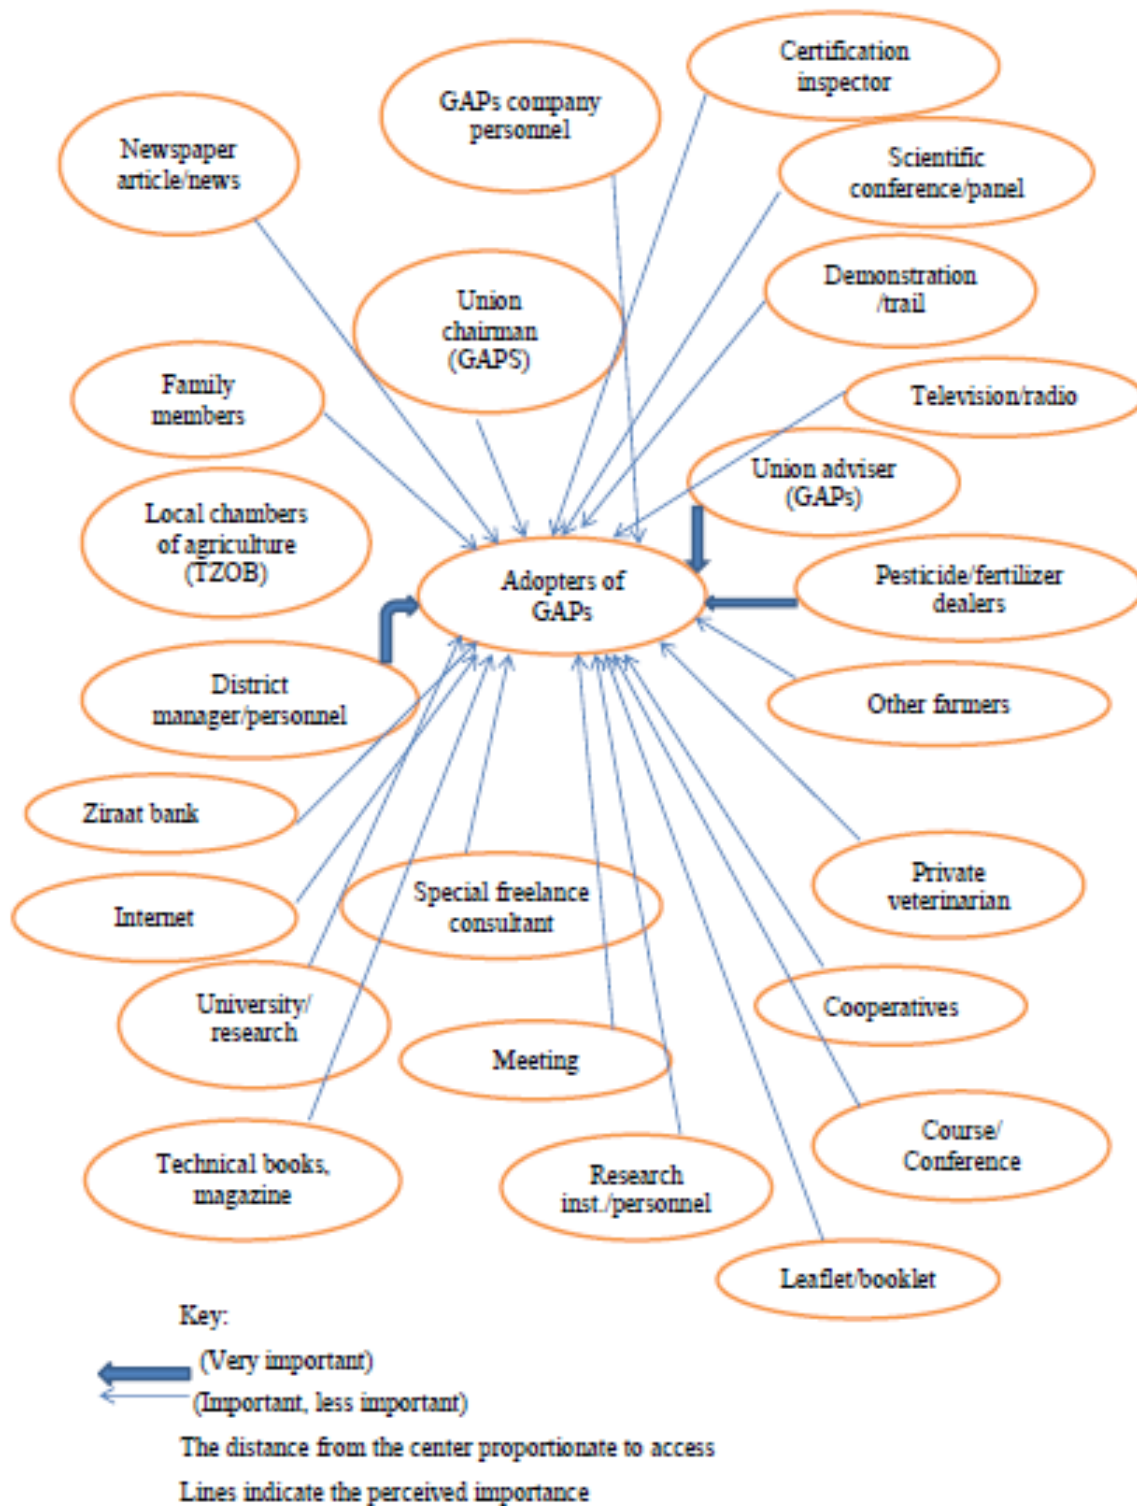 Certification
inspector
GAPs company
personnel
Newspaper
article/news
Scientific
conference/panel
Demonstration
/trail
Union
chairman
(GAPS)
Family
members
Television/radio
Union adviser
(GAPs)
Local chambers
of agriculture
(TZOB)
Adopters of
GAPs
Pesticide/fertilizer
dealers
District
manager/personnel
Other farmers
Ziraat bank
Private
veterinarian
Internet
Special freelance
consultant
University/
research
Cooperatives
Meeting
Course/
Conference
Technical books,
magazine
Research
inst./personnel
Leaflet/booklet
Key:
(Very important)
(Important, less important)
The distance from the center proportionate to access
Lines indicate the perceived importance